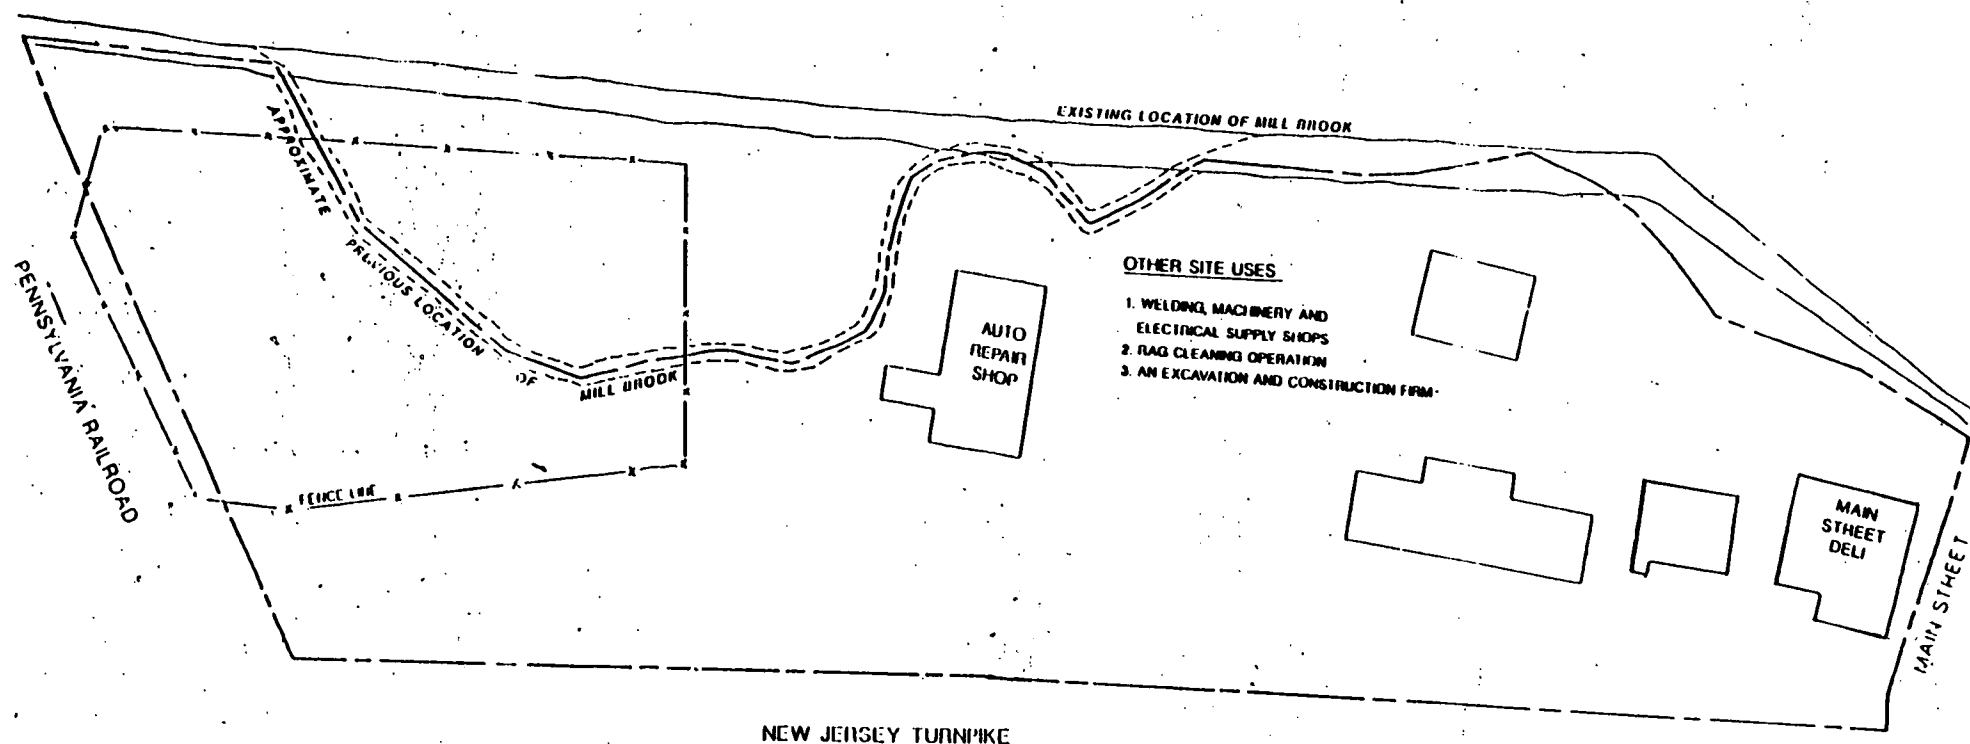 EXISTING LOCATION OF MILL BROOK
APPROXIMATE
PREVIOUS LOCATION
OF
MILL BROOK
PENNSYLVANIA RAILROAD
FENCE LINE
AUTO
REPAIR
SHOP
OTHER SITE USES
1. WELDING, MACHINERY AND
ELECTRICAL SUPPLY SHOPS
2. RAG CLEANING OPERATION
3. AN EXCAVATION AND CONSTRUCTION FIRM
MAIN
STREET
DELI
MAIN STREET
NEW JERSEY TURNPIKE